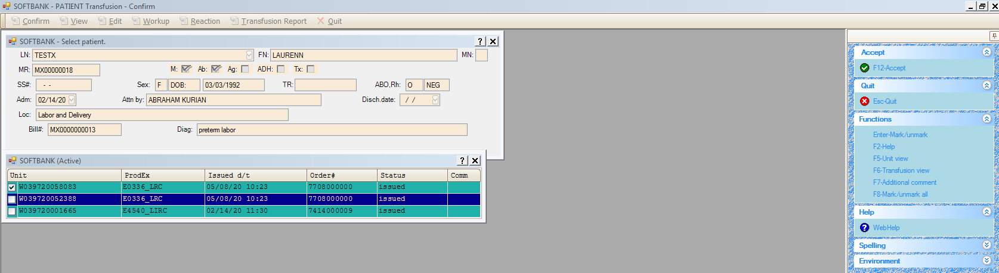 SOFTBANK - PATIENT Transfusion - Confirm
Confirm View Edit Workup Reaction Transfusion Report Quit
SOFTBANK - Select patient.
LN: TESTX FN: LAURENN MN:
MR: MX00000018 M: Ab: Ag: ADH: Tx:
SS#: - - Sex: F DOB: 03/03/1992 TR: ABO,Rh: O NEG
Adm: 02/14/20 Attn by: ABRAHAM KURIAN Disch.date: / /
Loc: Labor and Delivery
Bill#: MX0000000013 Diag: preterm labor
SOFTBANK (Active)
Unit ProdEx Issued d/t Order# Status Comm
W039720058083 E0336_LRC 05/08/20 10:23 7708000000 issued
W039720052388 E0336_LRC 05/08/20 10:23 7708000000 issued
W039720001665 E4540_LIRC 02/14/20 11:30 7414000009 issued
Accept
F12-Accept
Quit
Esc-Quit
Functions
Enter-Mark/unmark
F2-Help
F5-Unit view
F6-Transfusion view
F7-Additional comment
F8-Mark/unmark all
Help
WebHelp
Spelling
Environment